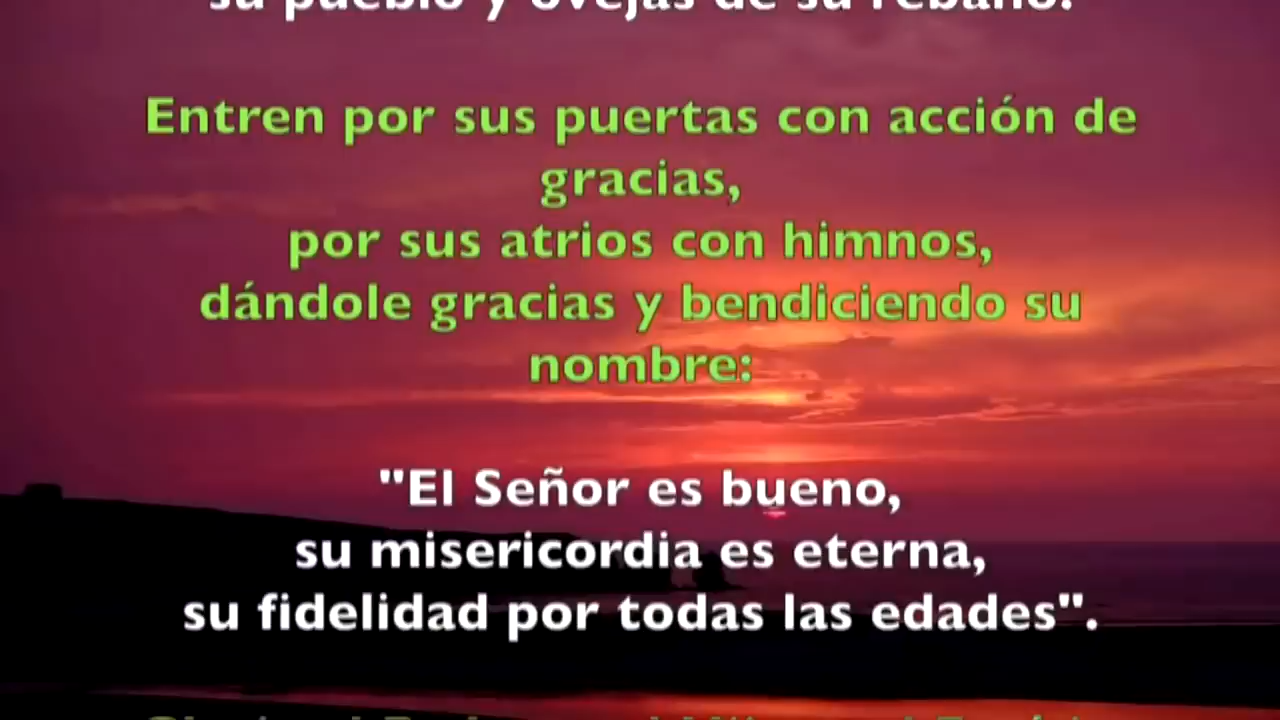 su pueblo y ovejas de su rebaño.
Entren por sus puertas con acción de
gracias,
por sus atrios con himnos,
dándole gracias y bendiciendo su
nombre:
"El Señor es bueno,
su misericordia es eterna,
su fidelidad por todas las edades".